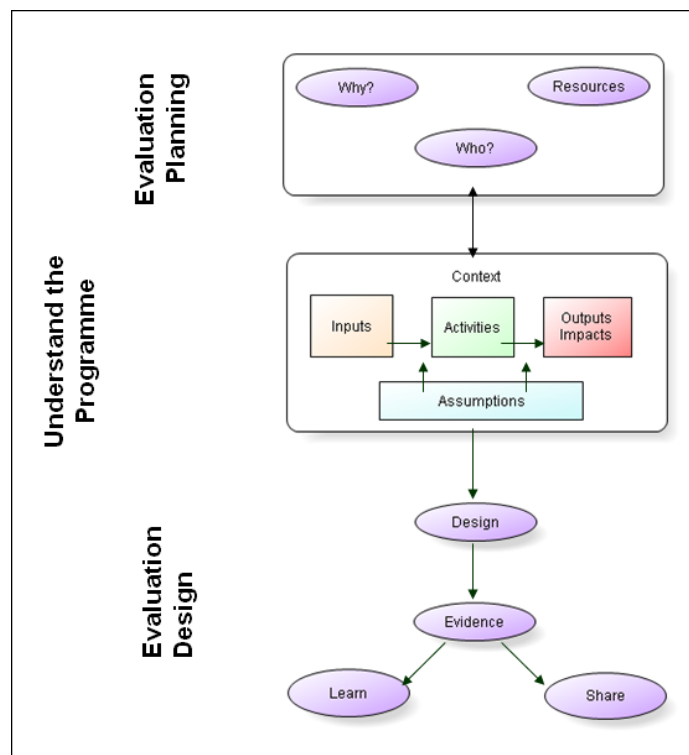 Evaluation
Planning
Why?
Resources
Who?
Understand the
Programme
Context
Inputs
Activities
Outputs
Impacts
Assumptions
Evaluation
Design
Design
Evidence
Learn
Share